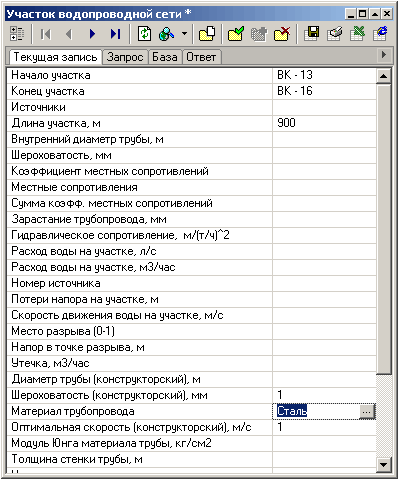 Участок водопроводной сети *
Текущая запись Запрос База Ответ
Начало участка ВК - 13
Конец участка ВК - 16
Источники
Длина участка, м 900
Внутренний диаметр трубы, м
Шероховатость, мм
Коэффициент местных сопротивлений
Местные сопротивления
Сумма коэфф. местных сопротивлений
Зарастание трубопровода, мм
Гидравлическое сопротивление, м/(т/ч)^2
Расход воды на участке, л/с
Расход воды на участке, м3/час
Номер источника
Потери напора на участке, м
Скорость движения воды на участке, м/с
Место разрыва (0-1)
Напор в точке разрыва, м
Утечка, м3/час
Диаметр трубы (конструкторский), м
Шероховатость (конструкторский), мм 1
Материал трубопровода Сталь ...
Оптимальная скорость (конструкторский), м/с 1
Модуль Юнга материала трубы, кг/см2
Толщина стенки трубы, м